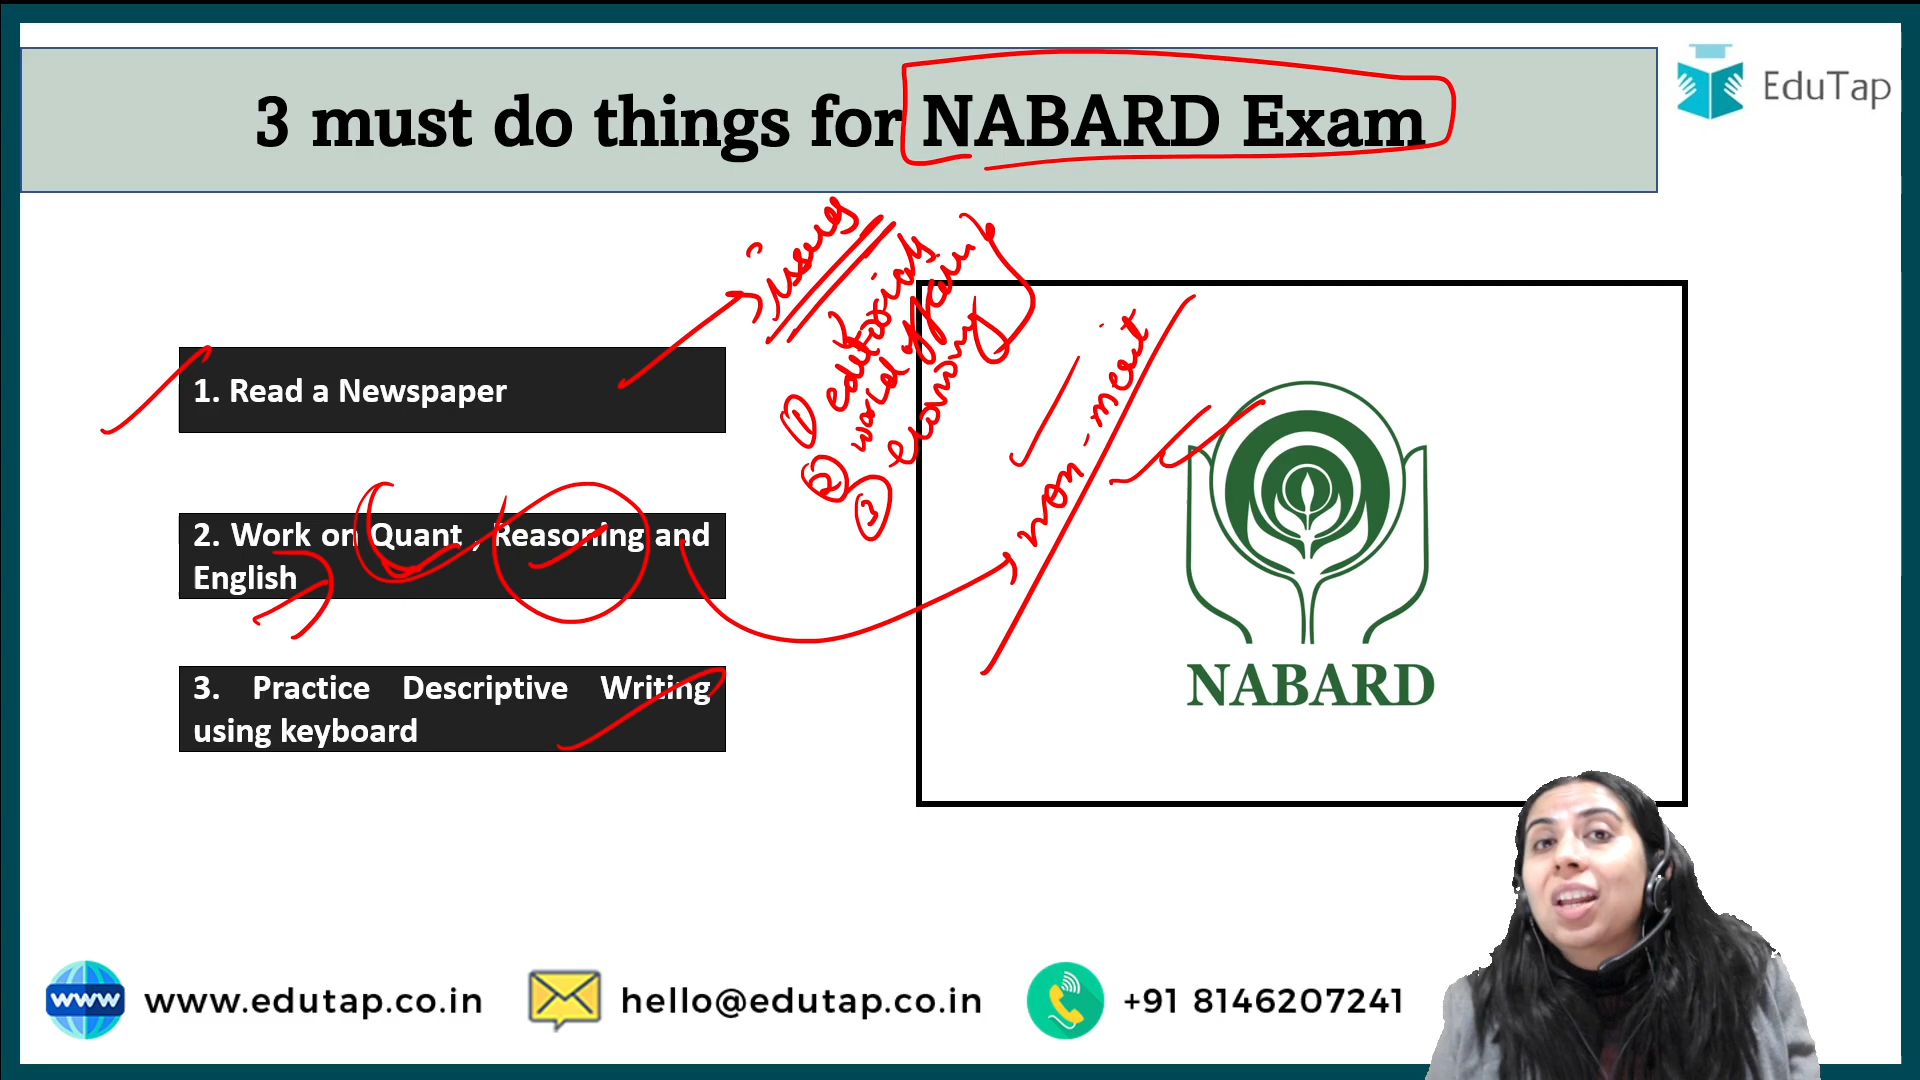 3 must do things for NABARD Exam
EduTap
issues
① editorials
② world affairs
③ economy
non-merit
1. Read a Newspaper
2. Work on Quant , Reasoning and
English
3. Practice Descriptive Writing
using keyboard
NABARD
www
www.edutap.co.in
hello@edutap.co.in
+91 8146207241